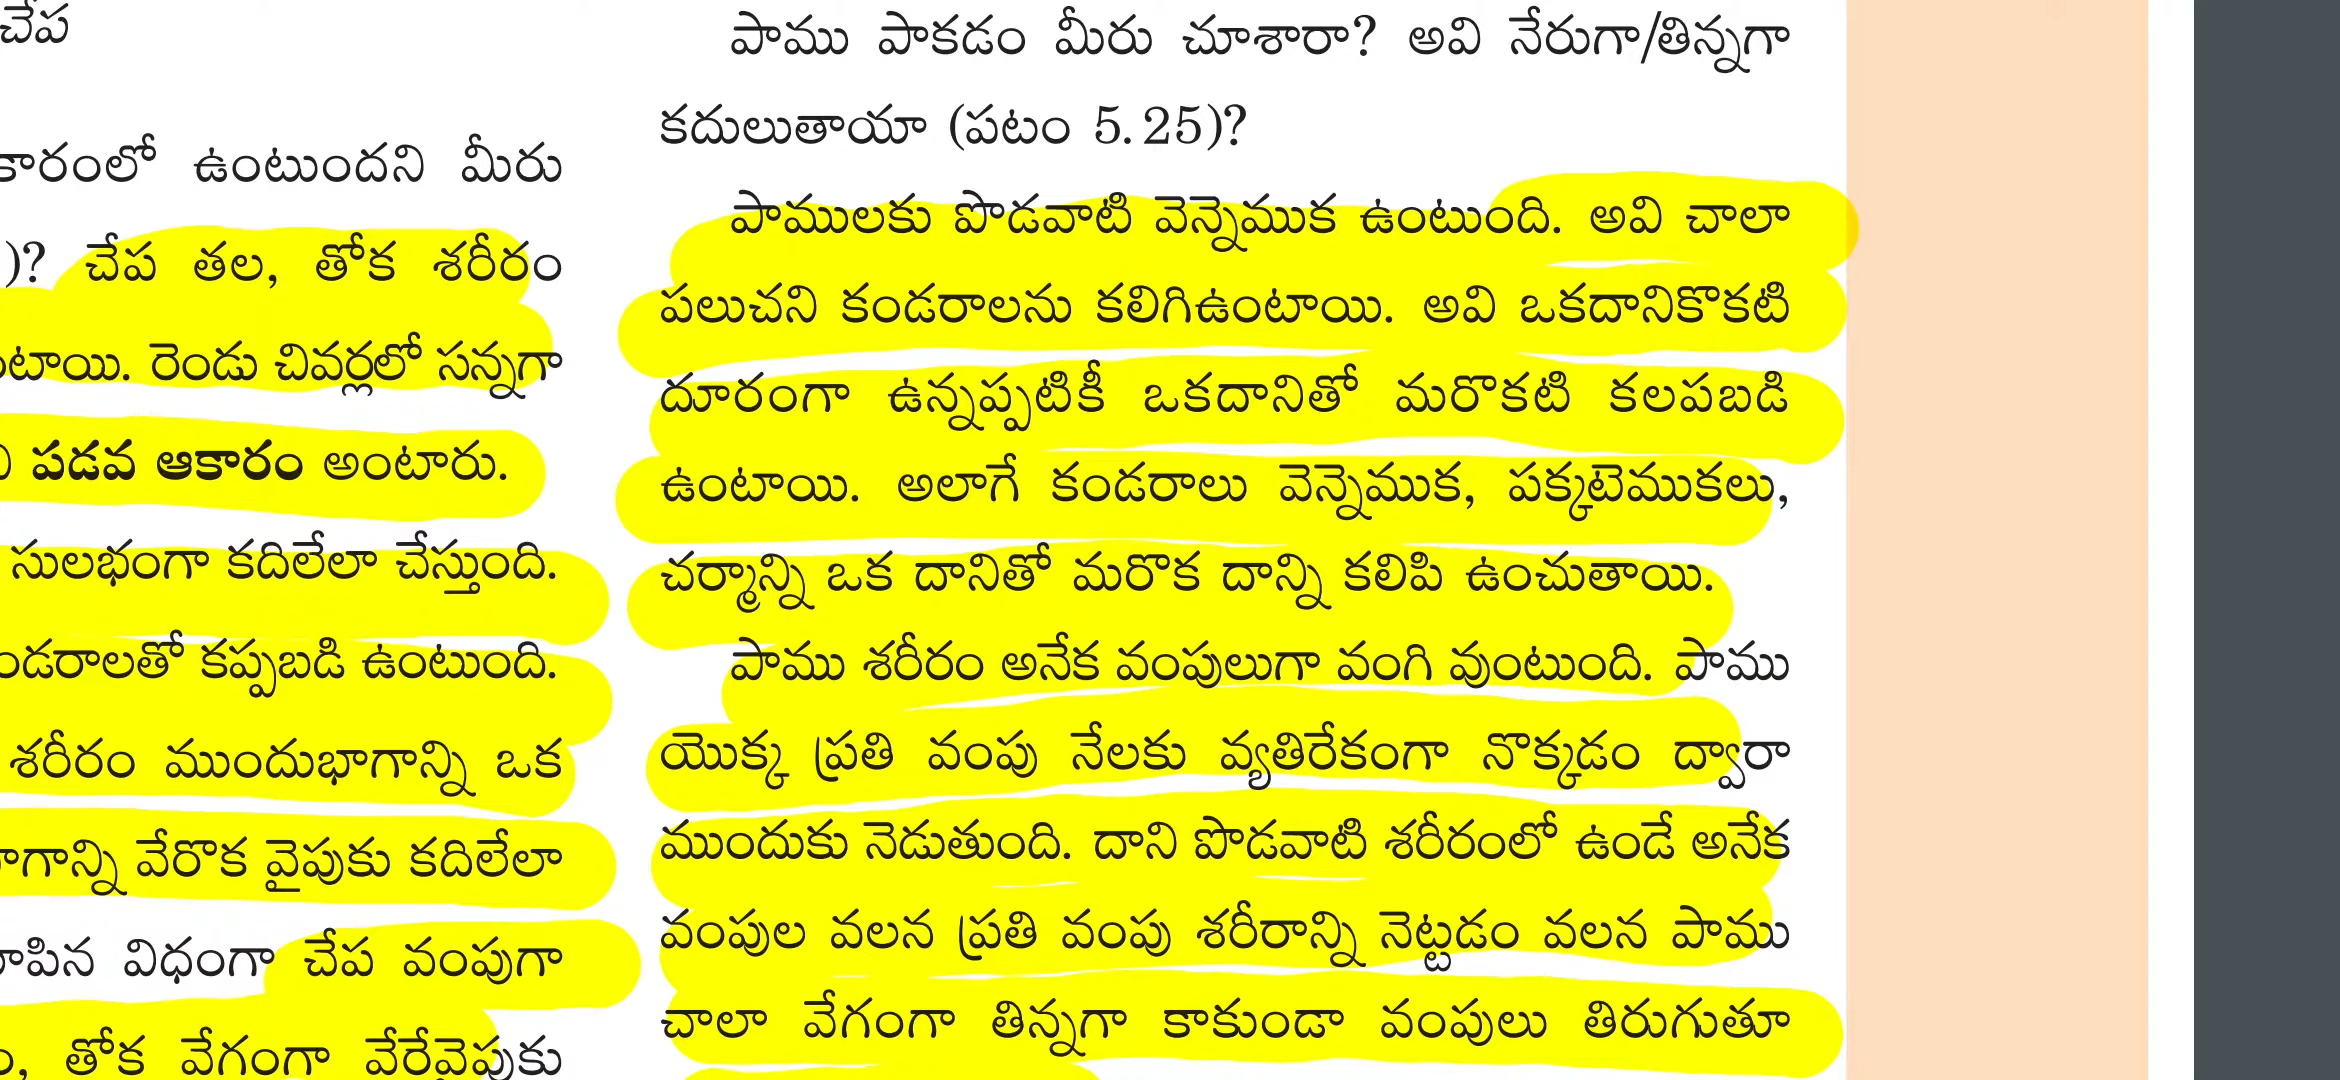 చేప
కారంలో ఉంటుందని మీరు
)? చేప తల, తోక శరీరం
టాయి. రెండు చివర్లలో సన్నగా
పడవ ఆకారం అంటారు.
సులభంగా కదిలేలా చేస్తుంది.
డరాలతో కప్పబడి ఉంటుంది.
శరీరం ముందుభాగాన్ని ఒక
గాన్ని వేరొక వైపుకు కదిలేలా
పిన విధంగా చేప వంపుగా
, తోక వేగంగా వేరేవైపుకు
పాము పాకడం మీరు చూశారా? అవి నేరుగా/తిన్నగా
కదులుతాయా (పటం 5.25)?
పాములకు పొడవాటి వెన్నెముక ఉంటుంది. అవి చాలా
పలుచని కండరాలను కలిగిఉంటాయి. అవి ఒకదానికొకటి
దూరంగా ఉన్నప్పటికీ ఒకదానితో మరొకటి కలపబడి
ఉంటాయి. అలాగే కండరాలు వెన్నెముక, పక్కటెముకలు,
చర్మాన్ని ఒక దానితో మరొక దాన్ని కలిపి ఉంచుతాయి.
పాము శరీరం అనేక వంపులుగా వంగి వుంటుంది. పాము
యొక్క ప్రతి వంపు నేలకు వ్యతిరేకంగా నొక్కడం ద్వారా
ముందుకు నెడుతుంది. దాని పొడవాటి శరీరంలో ఉండే అనేక
వంపుల వలన ప్రతి వంపు శరీరాన్ని నెట్టడం వలన పాము
చాలా వేగంగా తిన్నగా కాకుండా వంపులు తిరుగుతూ